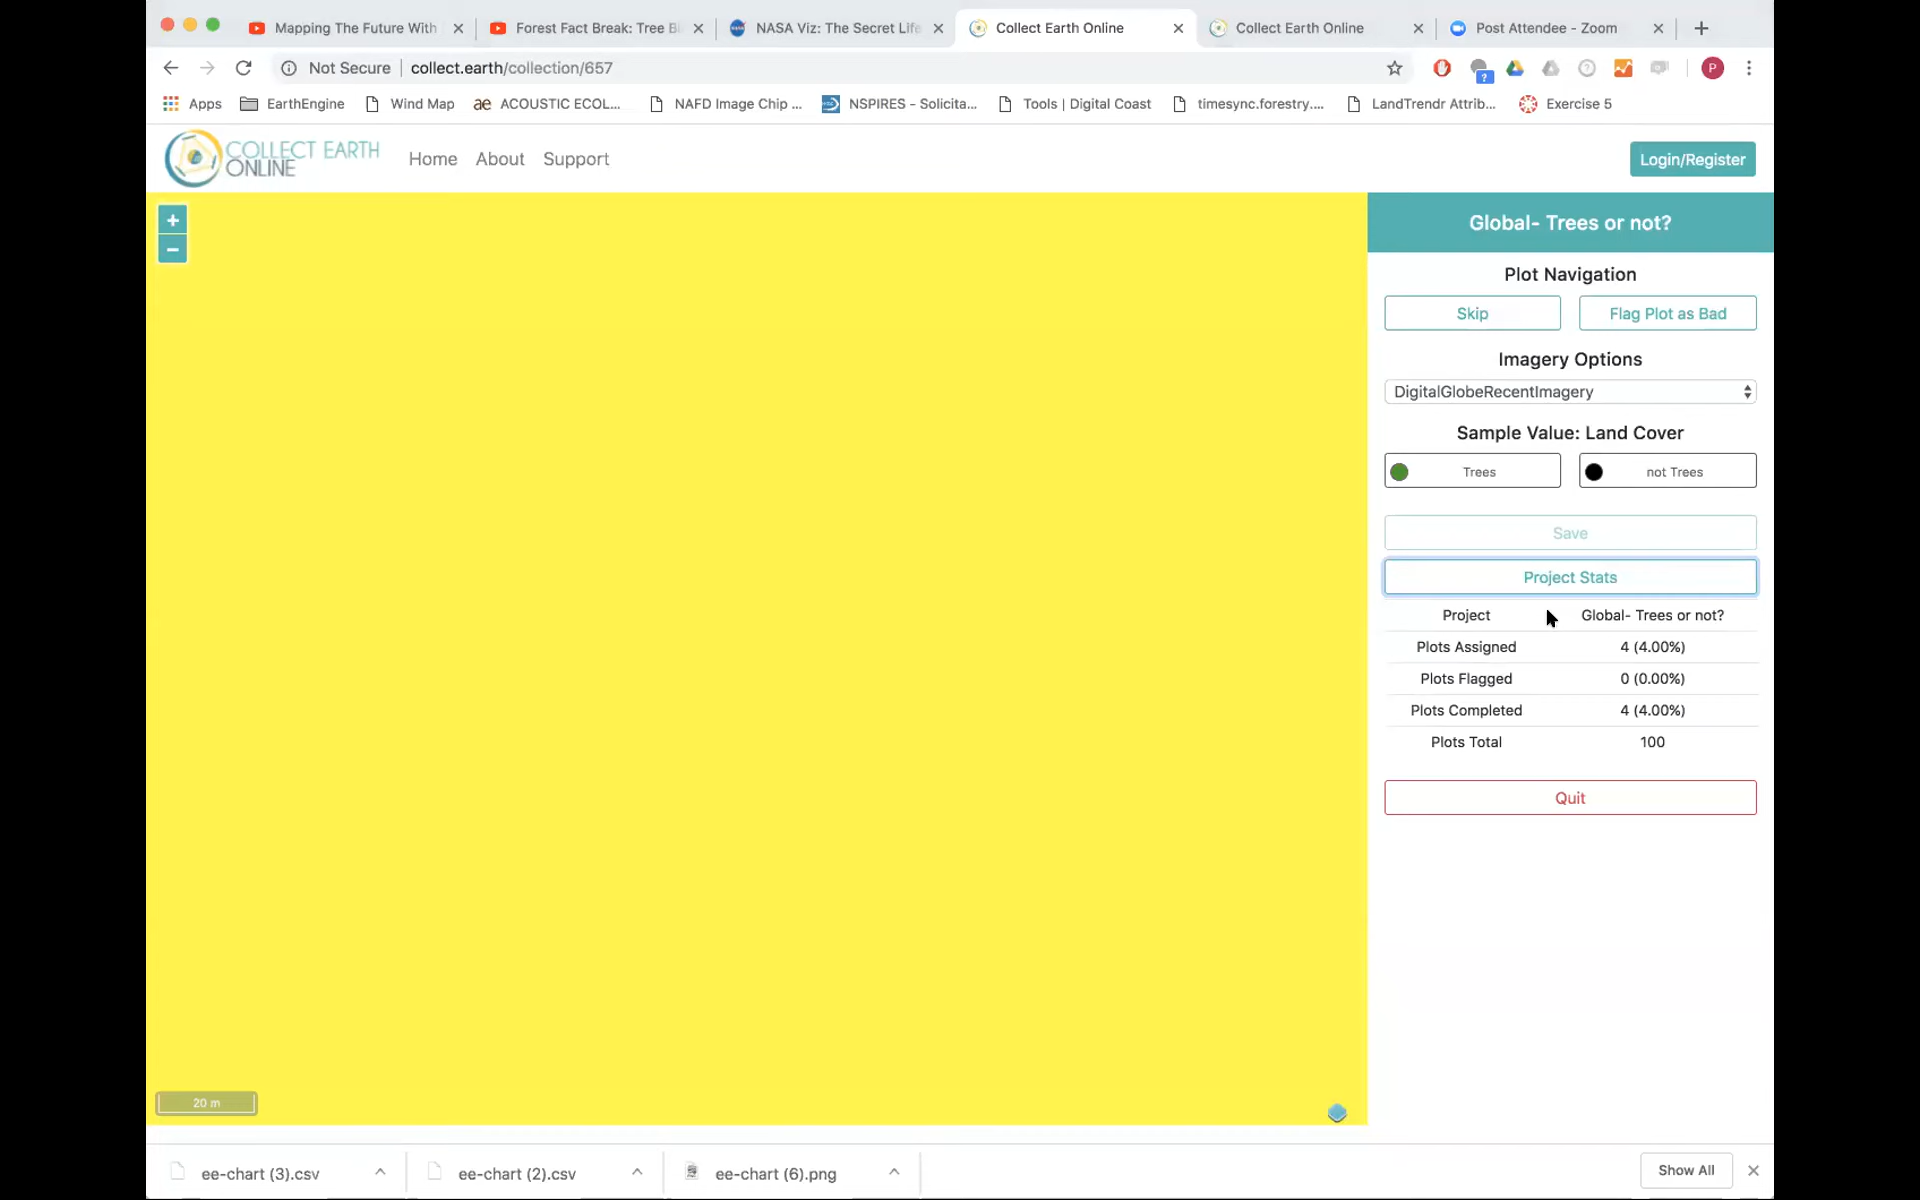 Mapping The Future With
Forest Fact Break: Tree Bi
NASA Viz: The Secret Life
Collect Earth Online
Collect Earth Online
Post Attendee - Zoom
Not Secure
collect.earth/collection/657
P
Apps
EarthEngine
Wind Map
ae ACOUSTIC ECOL...
NAFD Image Chip ...
NSPIRES - Solicita...
Tools | Digital Coast
timesync.forestry....
LandTrendr Attrib...
Exercise 5
COLLECT EARTH
ONLINE
Home About Support
Login/Register
+
−
Global- Trees or not?
Plot Navigation
Skip Flag Plot as Bad
Imagery Options
DigitalGlobeRecentImagery
Sample Value: Land Cover
Trees not Trees
Save
Project Stats
Project Global- Trees or not?
Plots Assigned 4 (4.00%)
Plots Flagged 0 (0.00%)
Plots Completed 4 (4.00%)
Plots Total 100
Quit
20 m
ee-chart (3).csv
ee-chart (2).csv
ee-chart (6).png
Show All